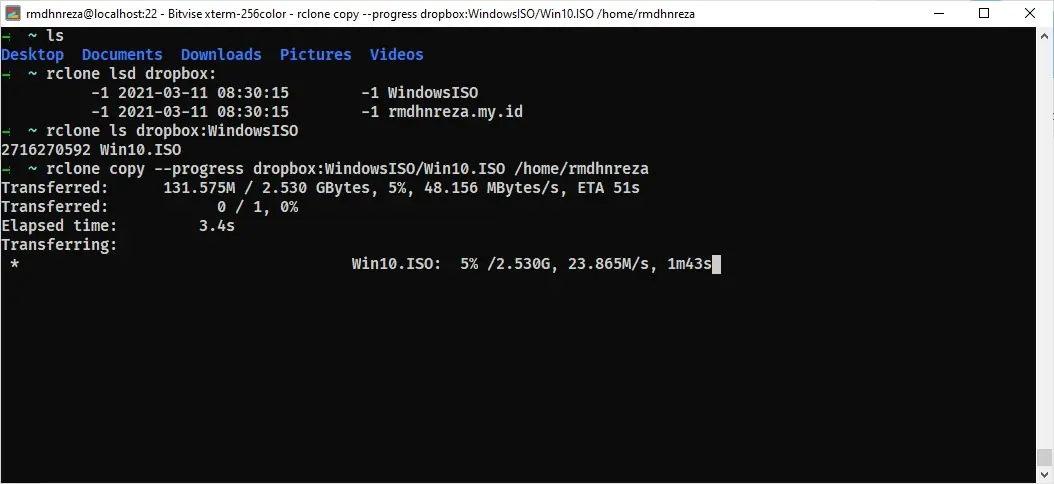 rmdhnreza@localhost:22 - Bitvise xterm-256color - rclone copy --progress dropbox:WindowsISO/Win10.ISO /home/rmdhnreza
→ ~ ls
Desktop Documents Downloads Pictures Videos
→ ~ rclone lsd dropbox:
-1 2021-03-11 08:30:15 -1 WindowsISO
-1 2021-03-11 08:30:15 -1 rmdhnreza.my.id
→ ~ rclone ls dropbox:WindowsISO
2716270592 Win10.ISO
→ ~ rclone copy --progress dropbox:WindowsISO/Win10.ISO /home/rmdhnreza
Transferred: 131.575M / 2.530 GBytes, 5%, 48.156 MBytes/s, ETA 51s
Transferred: 0 / 1, 0%
Elapsed time: 3.4s
Transferring:
* Win10.ISO: 5% /2.530G, 23.865M/s, 1m43s